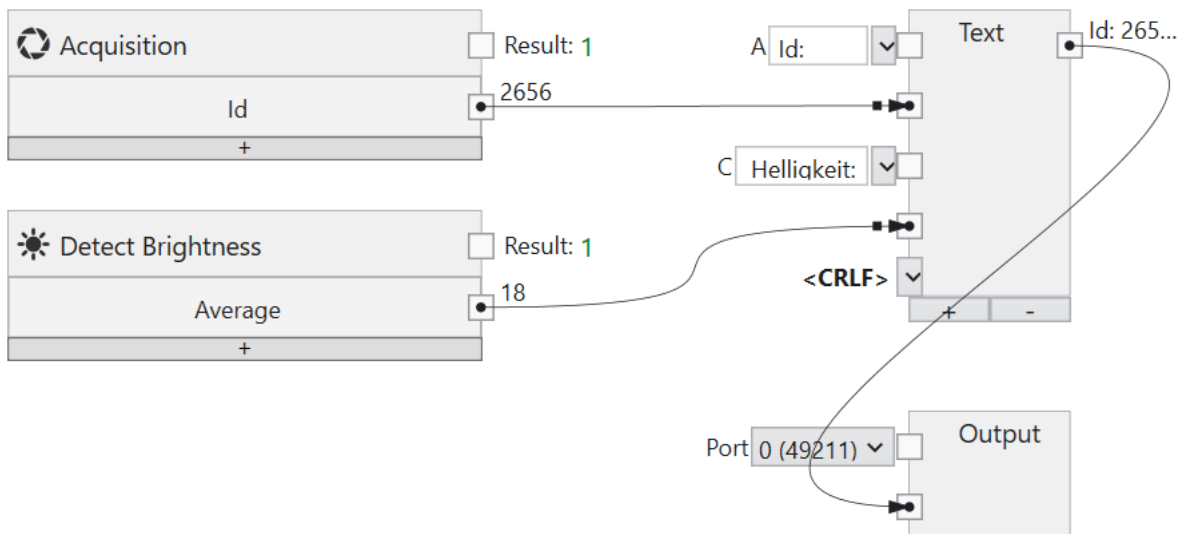 Acquisition
Result: 1
Id
2656
+
Detect Brightness
Result: 1
Average
18
+
A Id:
Text
Id: 265...
C Helligkeit:
<CRLF>
+ -
Output
Port 0 (49211)